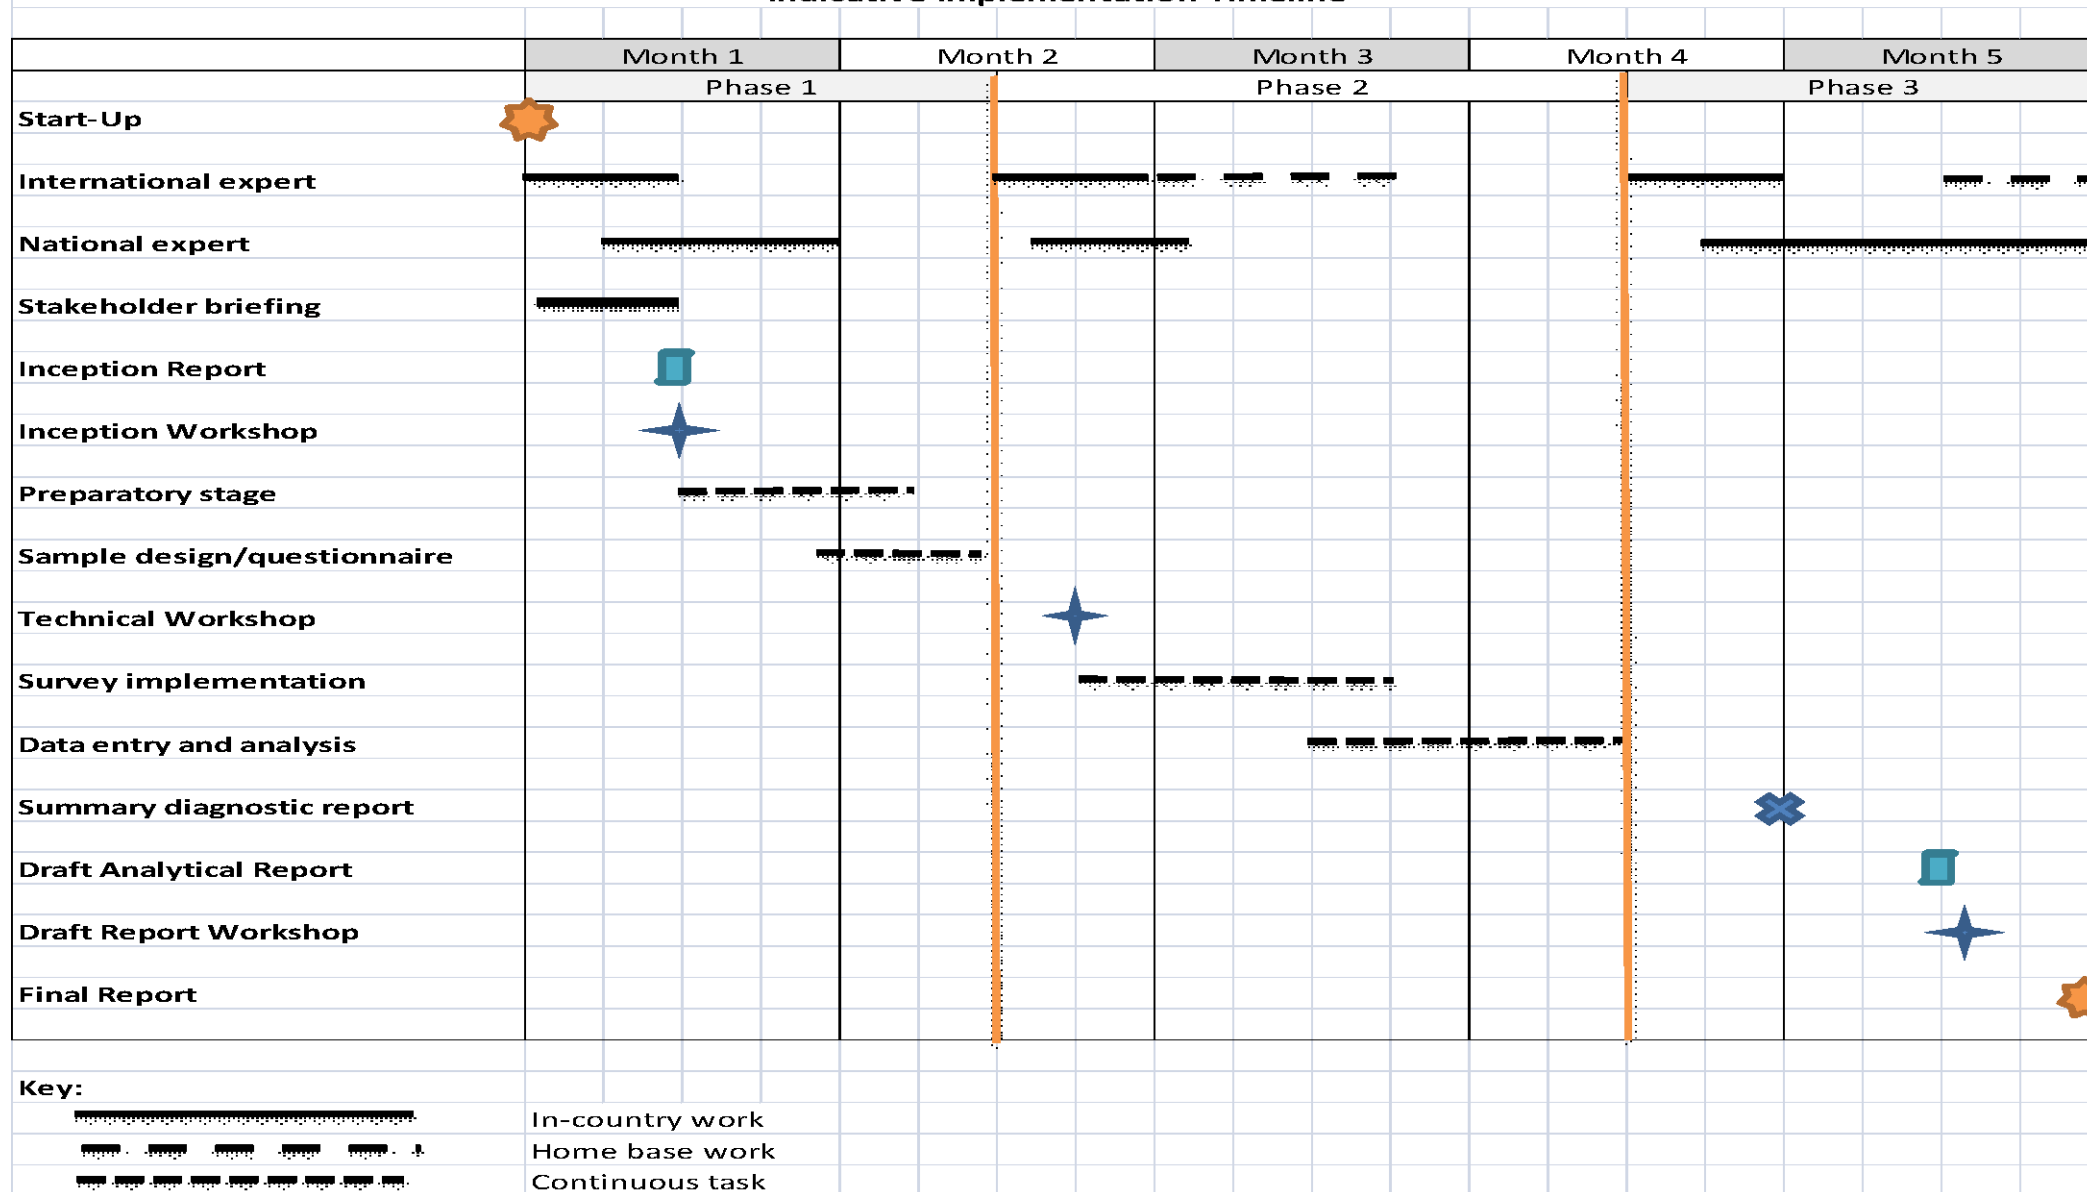 Indicative Implementation Timeline
Month 1 Month 2 Month 3 Month 4 Month 5
Phase 1 Phase 2 Phase 3
Start-Up
International expert
National expert
Stakeholder briefing
Inception Report
Inception Workshop
Preparatory stage
Sample design/questionnaire
Technical Workshop
Survey implementation
Data entry and analysis
Summary diagnostic report
Draft Analytical Report
Draft Report Workshop
Final Report
Key:
In-country work
Home base work
Continuous task